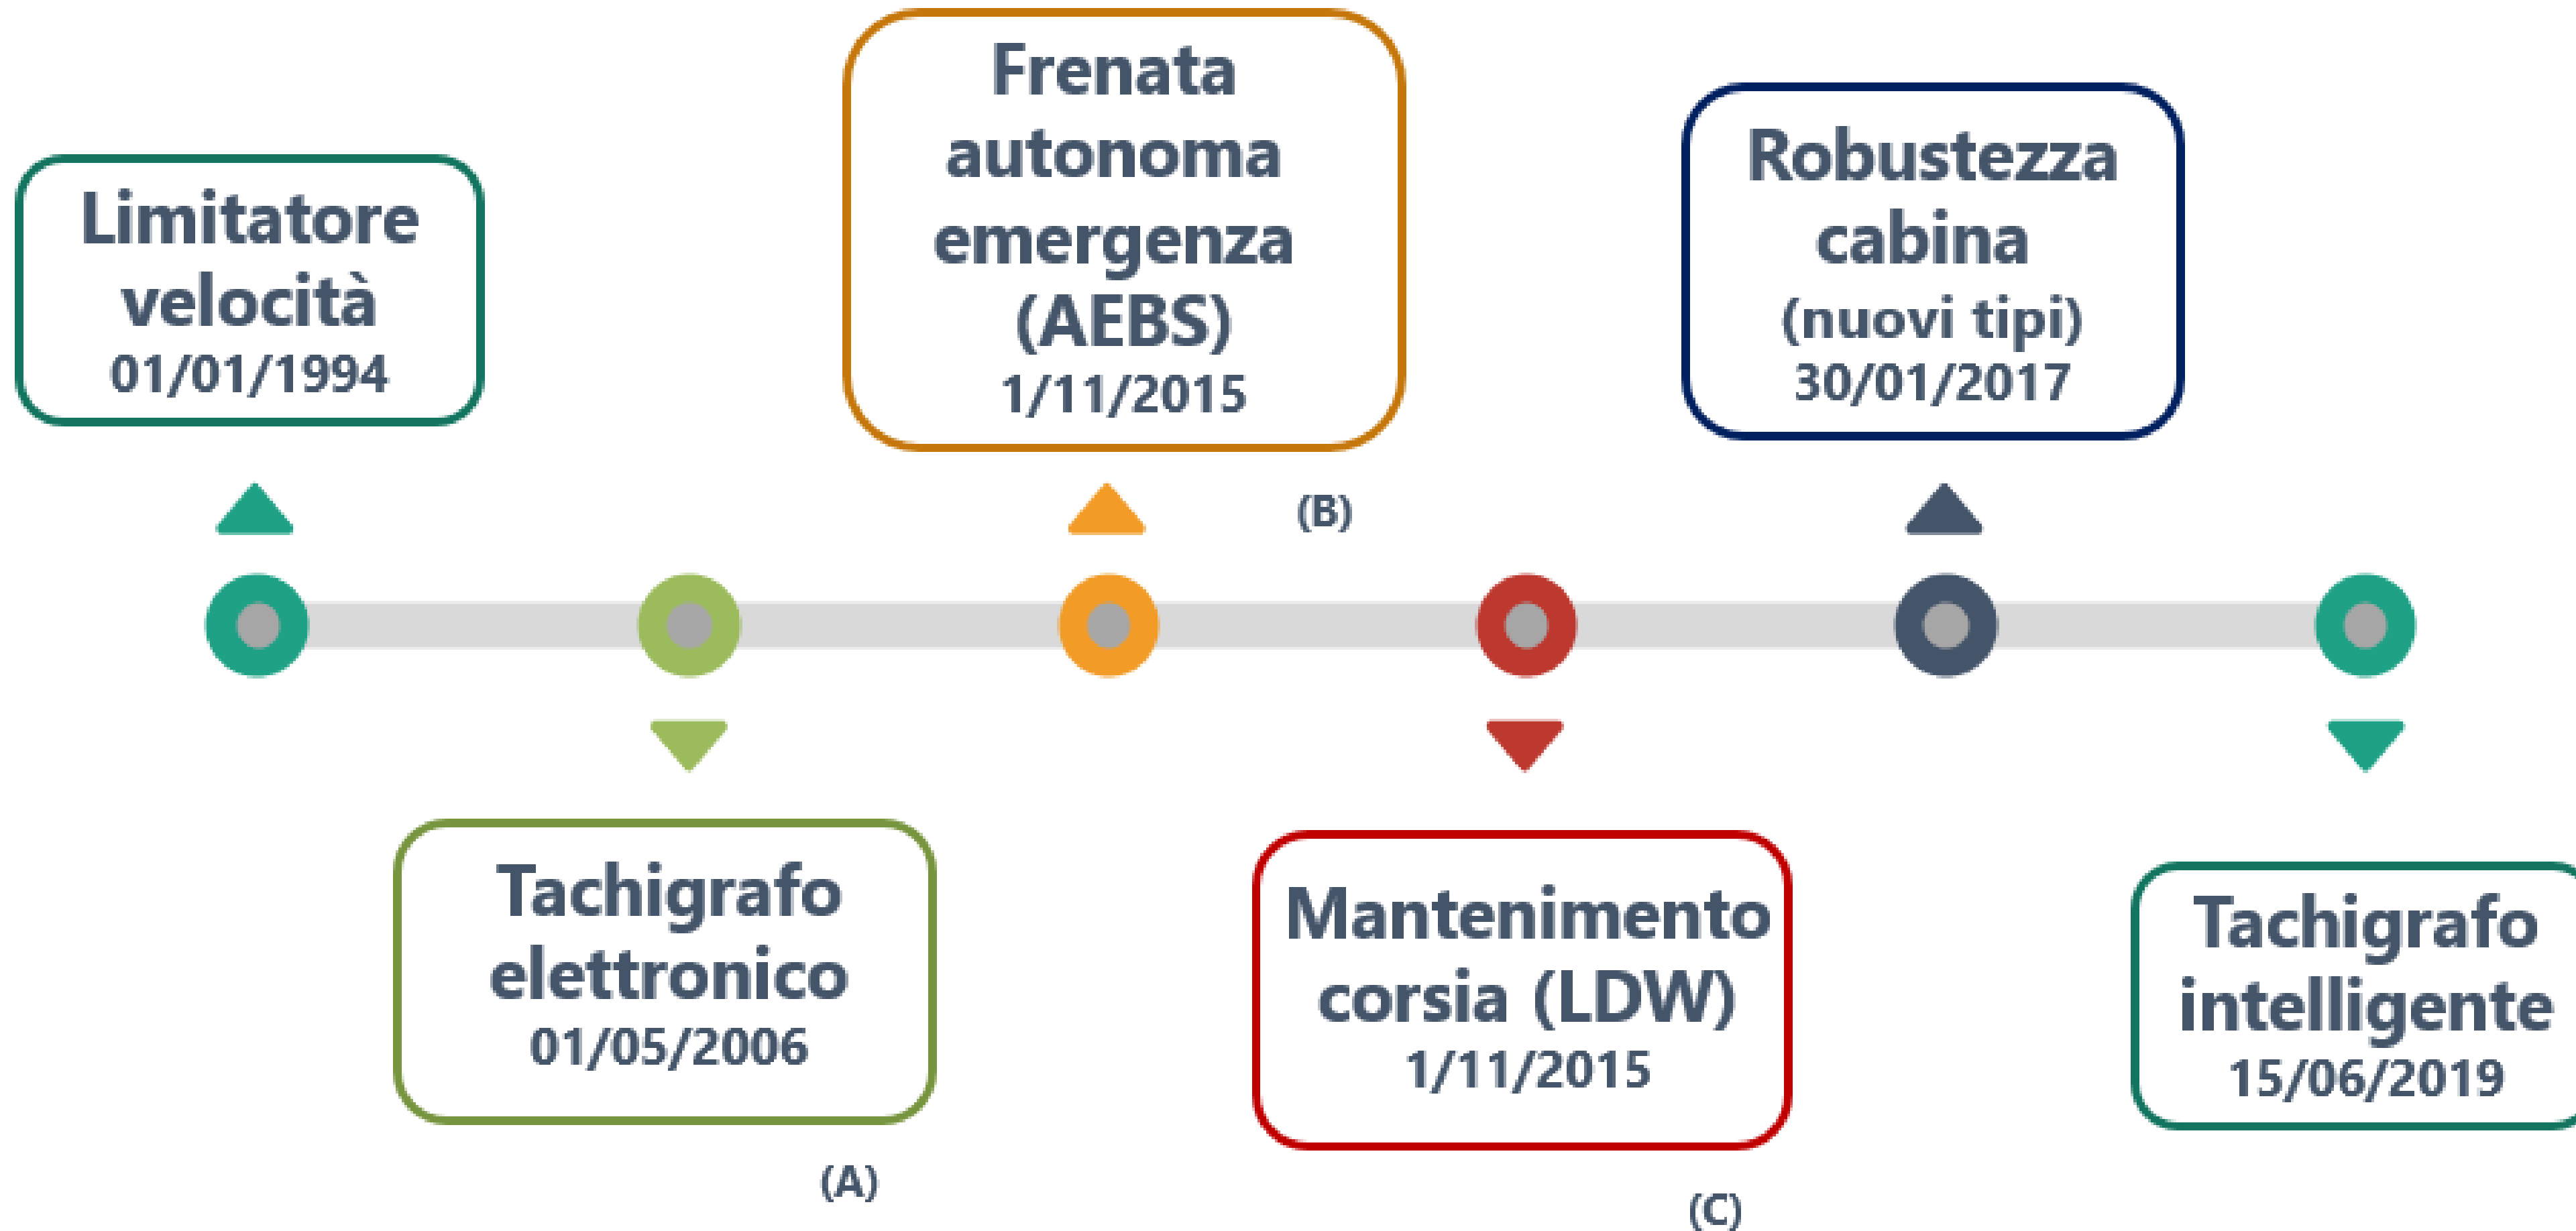 Limitatore
velocità
01/01/1994
Frenata
autonoma
emergenza
(AEBS)
1/11/2015
(B)
Robustezza
cabina
(nuovi tipi)
30/01/2017
Tachigrafo
elettronico
01/05/2006
(A)
Mantenimento
corsia (LDW)
1/11/2015
(C)
Tachigrafo
intelligente
15/06/2019